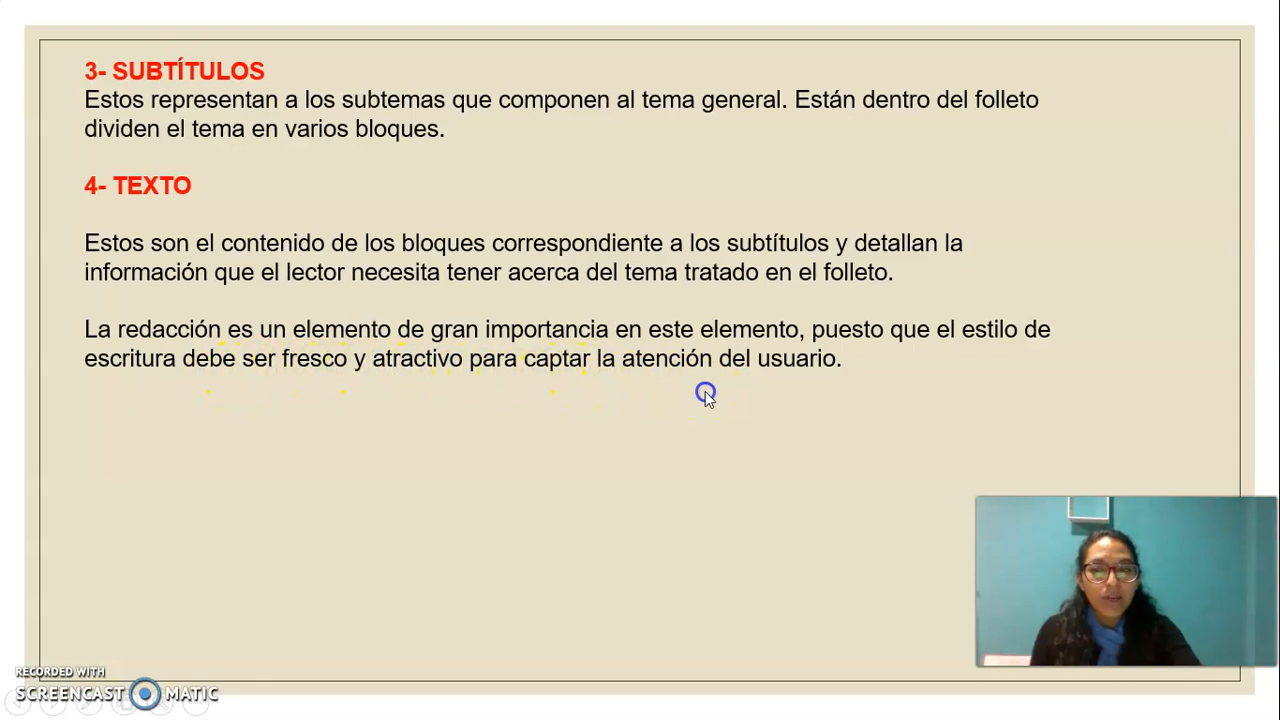 3- SUBTÍTULOS
Estos representan a los subtemas que componen al tema general. Están dentro del folleto
dividen el tema en varios bloques.
4- TEXTO
Estos son el contenido de los bloques correspondiente a los subtítulos y detallan la
información que el lector necesita tener acerca del tema tratado en el folleto.
La redacción es un elemento de gran importancia en este elemento, puesto que el estilo de
escritura debe ser fresco y atractivo para captar la atención del usuario.
RECORDED WITH
SCREENCAST MATIC